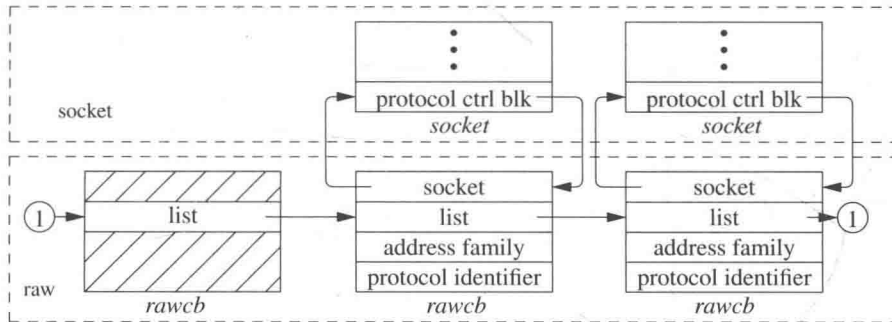 protocol ctrl blk
protocol ctrl blk
socket
socket
socket
socket
socket
1
list
list
list
1
address family
address family
raw
protocol identifier
protocol identifier
rawcb
rawcb
rawcb